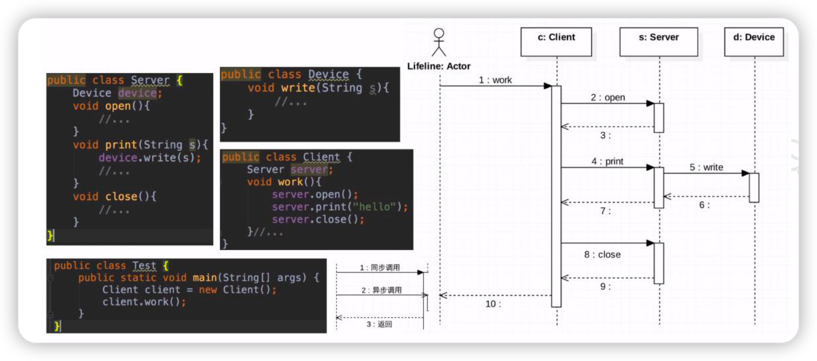 public class Server {
Device device;
void open(){
//...
}
void print(String s){
device.write(s);
//...
}
void close(){
//...
}
}
public class Device {
void write(String s){
//...
}
}
public class Client {
Server server;
void work(){
server.open();
server.print("hello");
server.close();
}//...
}
public class Test {
public static void main(String[] args) {
Client client = new Client();
client.work();
}
}
1 : 同步调用
2 : 异步调用
3 : 返回
Lifeline: Actor
c: Client
s: Server
d: Device
1 : work
2 : open
3 :
4 : print
5 : write
6 :
7 :
8 : close
9 :
10 :